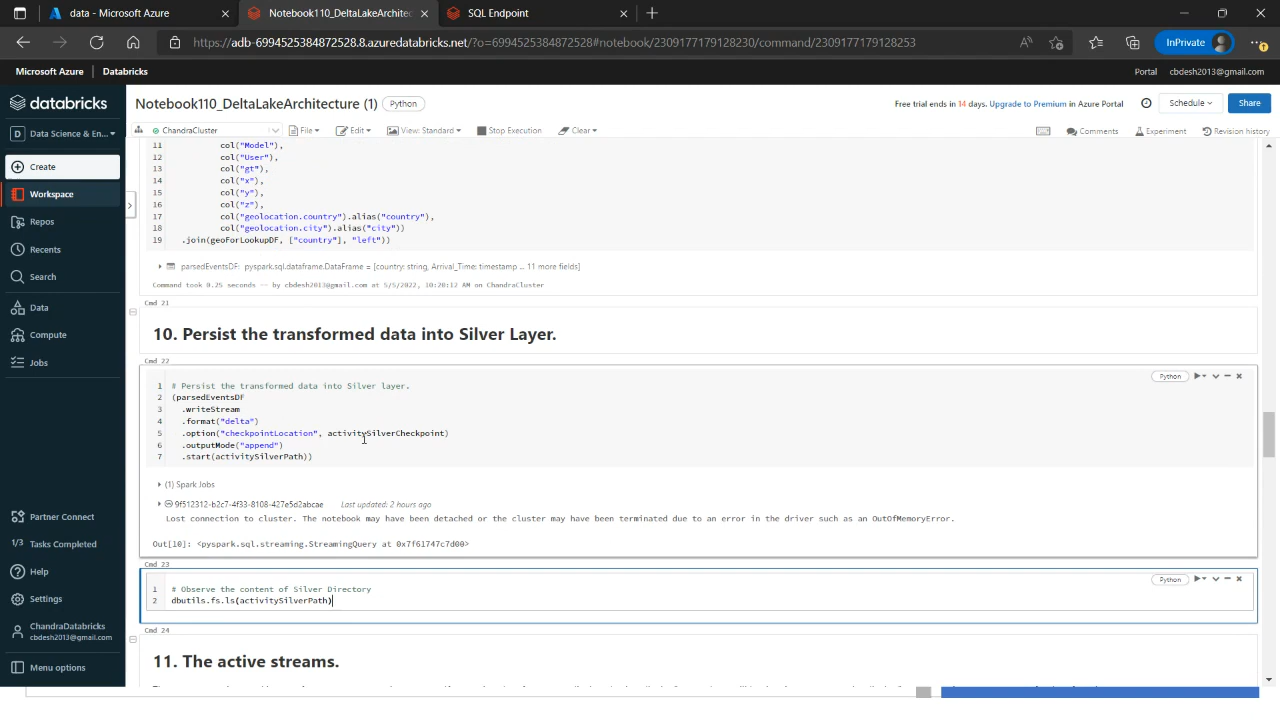 data - Microsoft Azure
Notebook110_DeltaLakeArchitec
SQL Endpoint
https://adb-6994525384872528.8.azuredatabricks.net/?o=6994525384872528#notebook/2309177179128230/command/2309177179128253
InPrivate
Microsoft Azure
Databricks
Portal
cbdesh2013@gmail.com
databricks
Notebook110_DeltaLakeArchitecture (1)
Python
Free trial ends in 14 days. Upgrade to Premium in Azure Portal
Schedule
Share
D Data Science & En...
ChandraCluster
File
Edit
View: Standard
Stop Execution
Clear
Comments
Experiment
Revision history
Create
Workspace
Repos
Recents
Search
Data
Compute
Jobs
Partner Connect
1/3 Tasks Completed
Help
Settings
ChandraDatabricks
cbdesh2013@gmail.com
Menu options
11 col("Model"),
12 col("User"),
13 col("gt"),
14 col("x"),
15 col("y"),
16 col("z"),
17 col("geolocation.country").alias("country"),
18 col("geolocation.city").alias("city"))
19 .join(geoForLookupDF, ["country"], "left"))
parsedEventsDF: pyspark.sql.dataframe.DataFrame = [country: string, Arrival_Time: timestamp ... 11 more fields]
Command took 0.25 seconds -- by cbdesh2013@gmail.com at 5/5/2022, 10:20:12 AM on ChandraCluster
Cmd 21
10. Persist the transformed data into Silver Layer.
Cmd 22
Python
1 # Persist the transformed data into Silver layer.
2 (parsedEventsDF
3 .writeStream
4 .format("delta")
5 .option("checkpointLocation", activitySilverCheckpoint)
6 .outputMode("append")
7 .start(activitySilverPath))
(1) Spark Jobs
9f512312-b2c7-4f33-8108-427e5d2abcae Last updated: 2 hours ago
Lost connection to cluster. The notebook may have been detached or the cluster may have been terminated due to an error in the driver such as an OutOfMemoryError.
Out[10]: <pyspark.sql.streaming.StreamingQuery at 0x7f61747c7d00>
Cmd 23
Python
1 # Observe the content of Silver Directory
2 dbutils.fs.ls(activitySilverPath)
Cmd 24
11. The active streams.